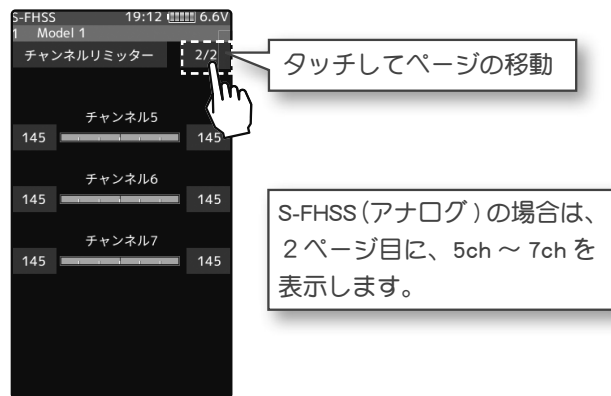 S-FHSS 19:12 6.6V
1 Model 1
チャンネルリミッター 2/2
タッチしてページの移動
チャンネル5
145 145
チャンネル6
145 145
チャンネル7
145 145
S-FHSS(アナログ)の場合は、
２ページ目に、5ch ～ 7ch を
表示します。